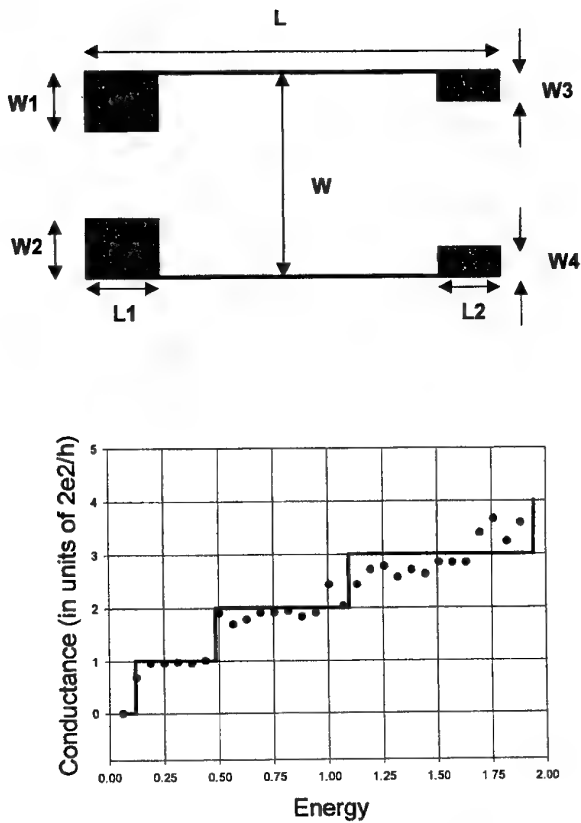 L
W1
W3
W
W2
W4
L1
L2
Conductance (in units of 2e2/h)
5
4
3
2
1
0
0.00 0.25 0.50 0.75 1.00 1.25 1.50 1.75 2.00
Energy